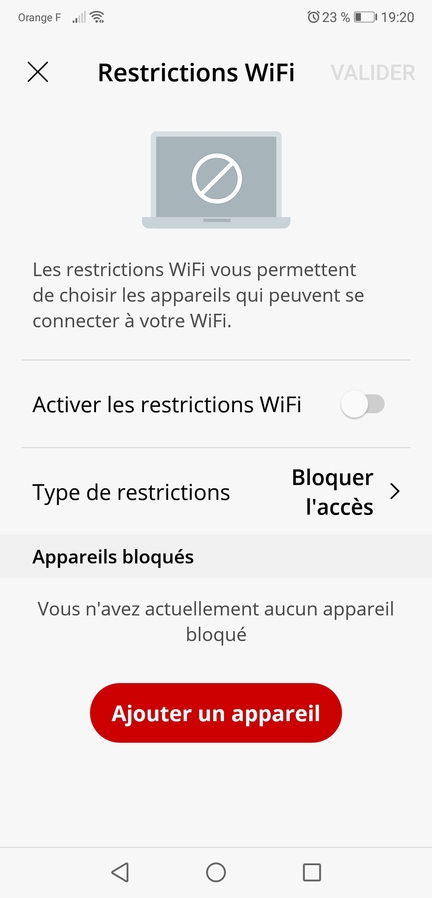 Orange F 23 % 19:20
Restrictions WiFi VALIDER
Les restrictions WiFi vous permettent
de choisir les appareils qui peuvent se
connecter à votre WiFi.
Activer les restrictions WiFi
Type de restrictions
Bloquer
l'accès
Appareils bloqués
Vous n'avez actuellement aucun appareil
bloqué
Ajouter un appareil